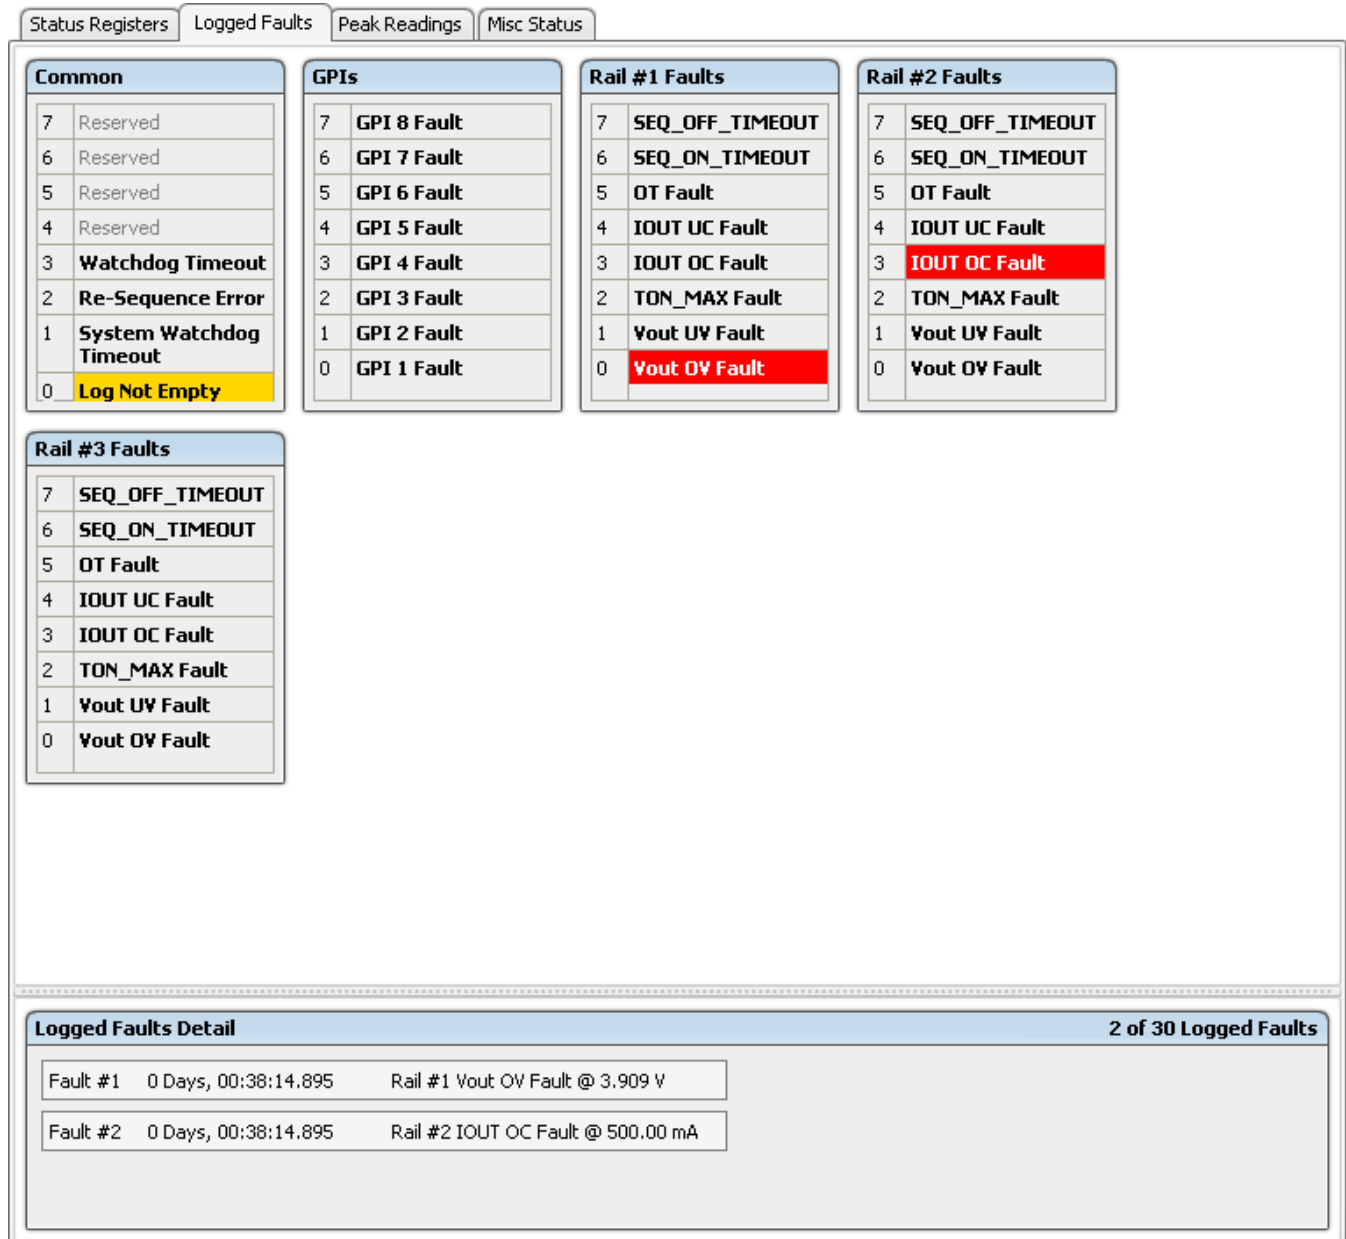 Status Registers Logged Faults Peak Readings Misc Status
Common
7 Reserved
6 Reserved
5 Reserved
4 Reserved
3 Watchdog Timeout
2 Re-Sequence Error
1 System Watchdog
Timeout
0 Log Not Empty
GPIs
7 GPI 8 Fault
6 GPI 7 Fault
5 GPI 6 Fault
4 GPI 5 Fault
3 GPI 4 Fault
2 GPI 3 Fault
1 GPI 2 Fault
0 GPI 1 Fault
Rail #1 Faults
7 SEQ_OFF_TIMEOUT
6 SEQ_ON_TIMEOUT
5 OT Fault
4 IOUT UC Fault
3 IOUT OC Fault
2 TON_MAX Fault
1 Vout UV Fault
0 Vout OV Fault
Rail #2 Faults
7 SEQ_OFF_TIMEOUT
6 SEQ_ON_TIMEOUT
5 OT Fault
4 IOUT UC Fault
3 IOUT OC Fault
2 TON_MAX Fault
1 Vout UV Fault
0 Vout OV Fault
Rail #3 Faults
7 SEQ_OFF_TIMEOUT
6 SEQ_ON_TIMEOUT
5 OT Fault
4 IOUT UC Fault
3 IOUT OC Fault
2 TON_MAX Fault
1 Vout UV Fault
0 Vout OV Fault
Logged Faults Detail 2 of 30 Logged Faults
Fault #1 0 Days, 00:38:14.895 Rail #1 Vout OV Fault @ 3.909 V
Fault #2 0 Days, 00:38:14.895 Rail #2 IOUT OC Fault @ 500.00 mA